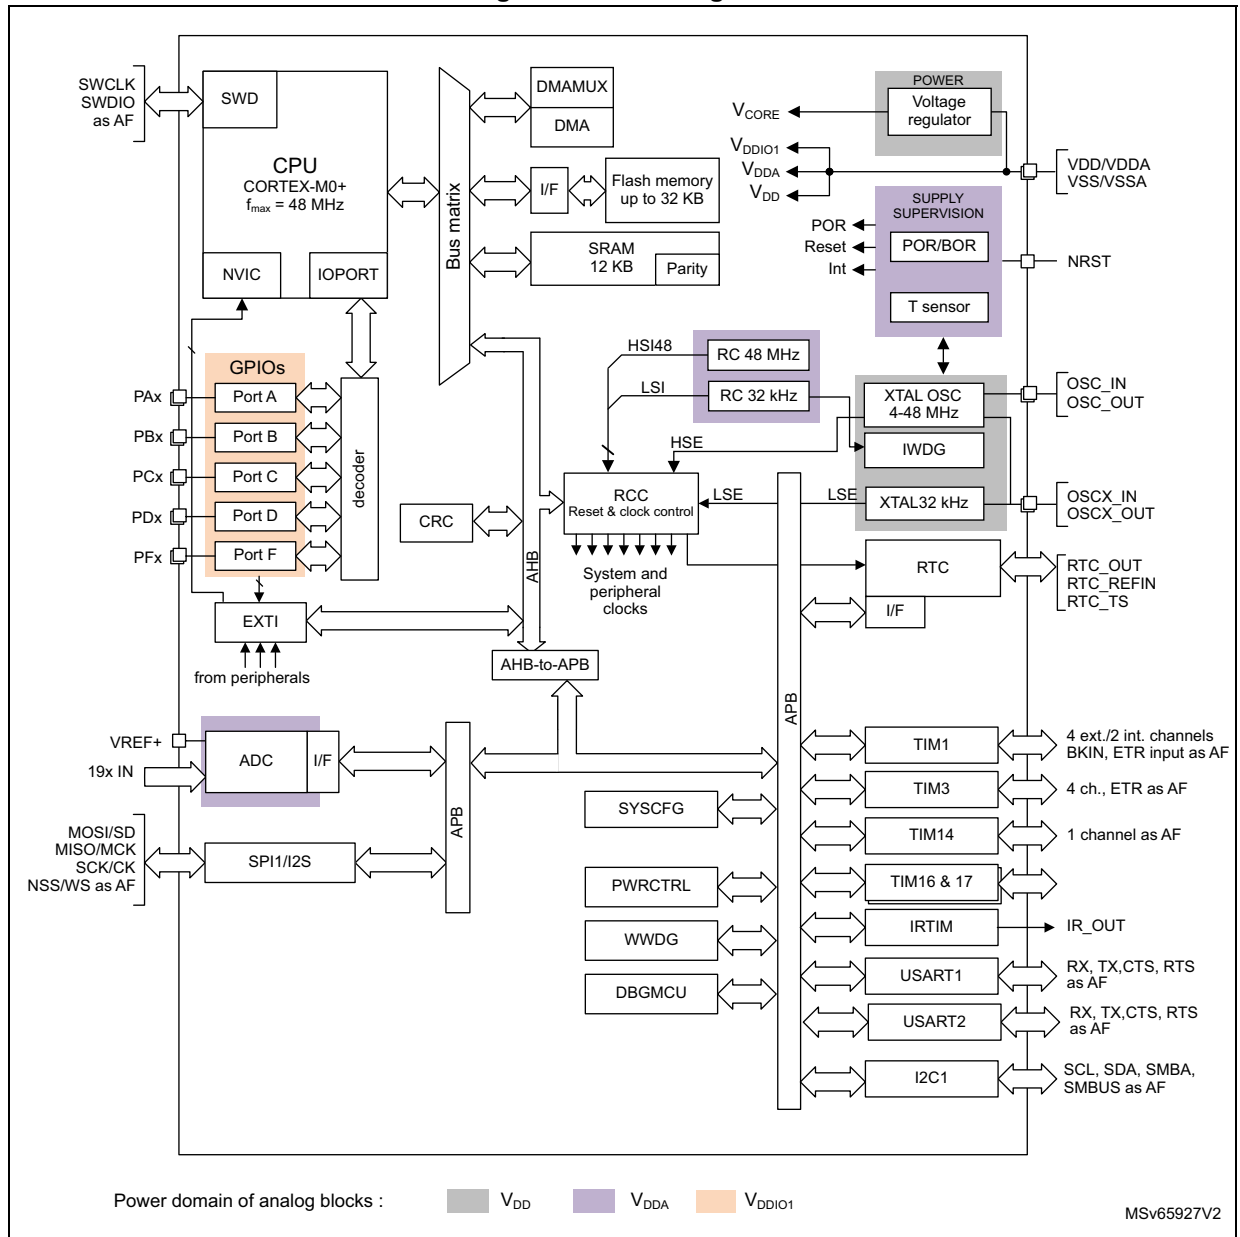 SWCLK
SWDIO
as AF
SWD
CPU
CORTEX-M0+
fmax = 48 MHz
NVIC
IOPORT
Bus matrix
DMAMUX
DMA
I/F
Flash memory
up to 32 KB
SRAM
12 KB
Parity
POWER
Voltage
regulator
VCORE
VDDIO1
VDDA
VDD
VDD/VDDA
VSS/VSSA
SUPPLY
SUPERVISION
POR
Reset
Int
POR/BOR
T sensor
NRST
GPIOs
PAx
Port A
PBx
Port B
PCx
Port C
PDx
Port D
PFx
Port F
decoder
HSI48
RC 48 MHz
LSI
RC 32 kHz
HSE
XTAL OSC
4-48 MHz
IWDG
XTAL32 kHz
OSC_IN
OSC_OUT
OSCX_IN
OSCX_OUT
LSE
LSE
RCC
Reset & clock control
System and
peripheral
clocks
CRC
AHB
EXTI
from peripherals
AHB-to-APB
RTC
I/F
RTC_OUT
RTC_REFIN
RTC_TS
APB
VREF+
19x IN
ADC
I/F
APB
MOSI/SD
MISO/MCK
SCK/CK
NSS/WS as AF
SPI1/I2S
SYSCFG
PWRCTRL
WWDG
DBGMCU
TIM1
4 ext./2 int. channels
BKIN, ETR input as AF
TIM3
4 ch., ETR as AF
TIM14
1 channel as AF
TIM16 & 17
IRTIM
IR_OUT
USART1
RX, TX,CTS, RTS
as AF
USART2
RX, TX,CTS, RTS
as AF
I2C1
SCL, SDA, SMBA,
SMBUS as AF
Power domain of analog blocks :
VDD
VDDA
VDDIO1
MSv65927V2